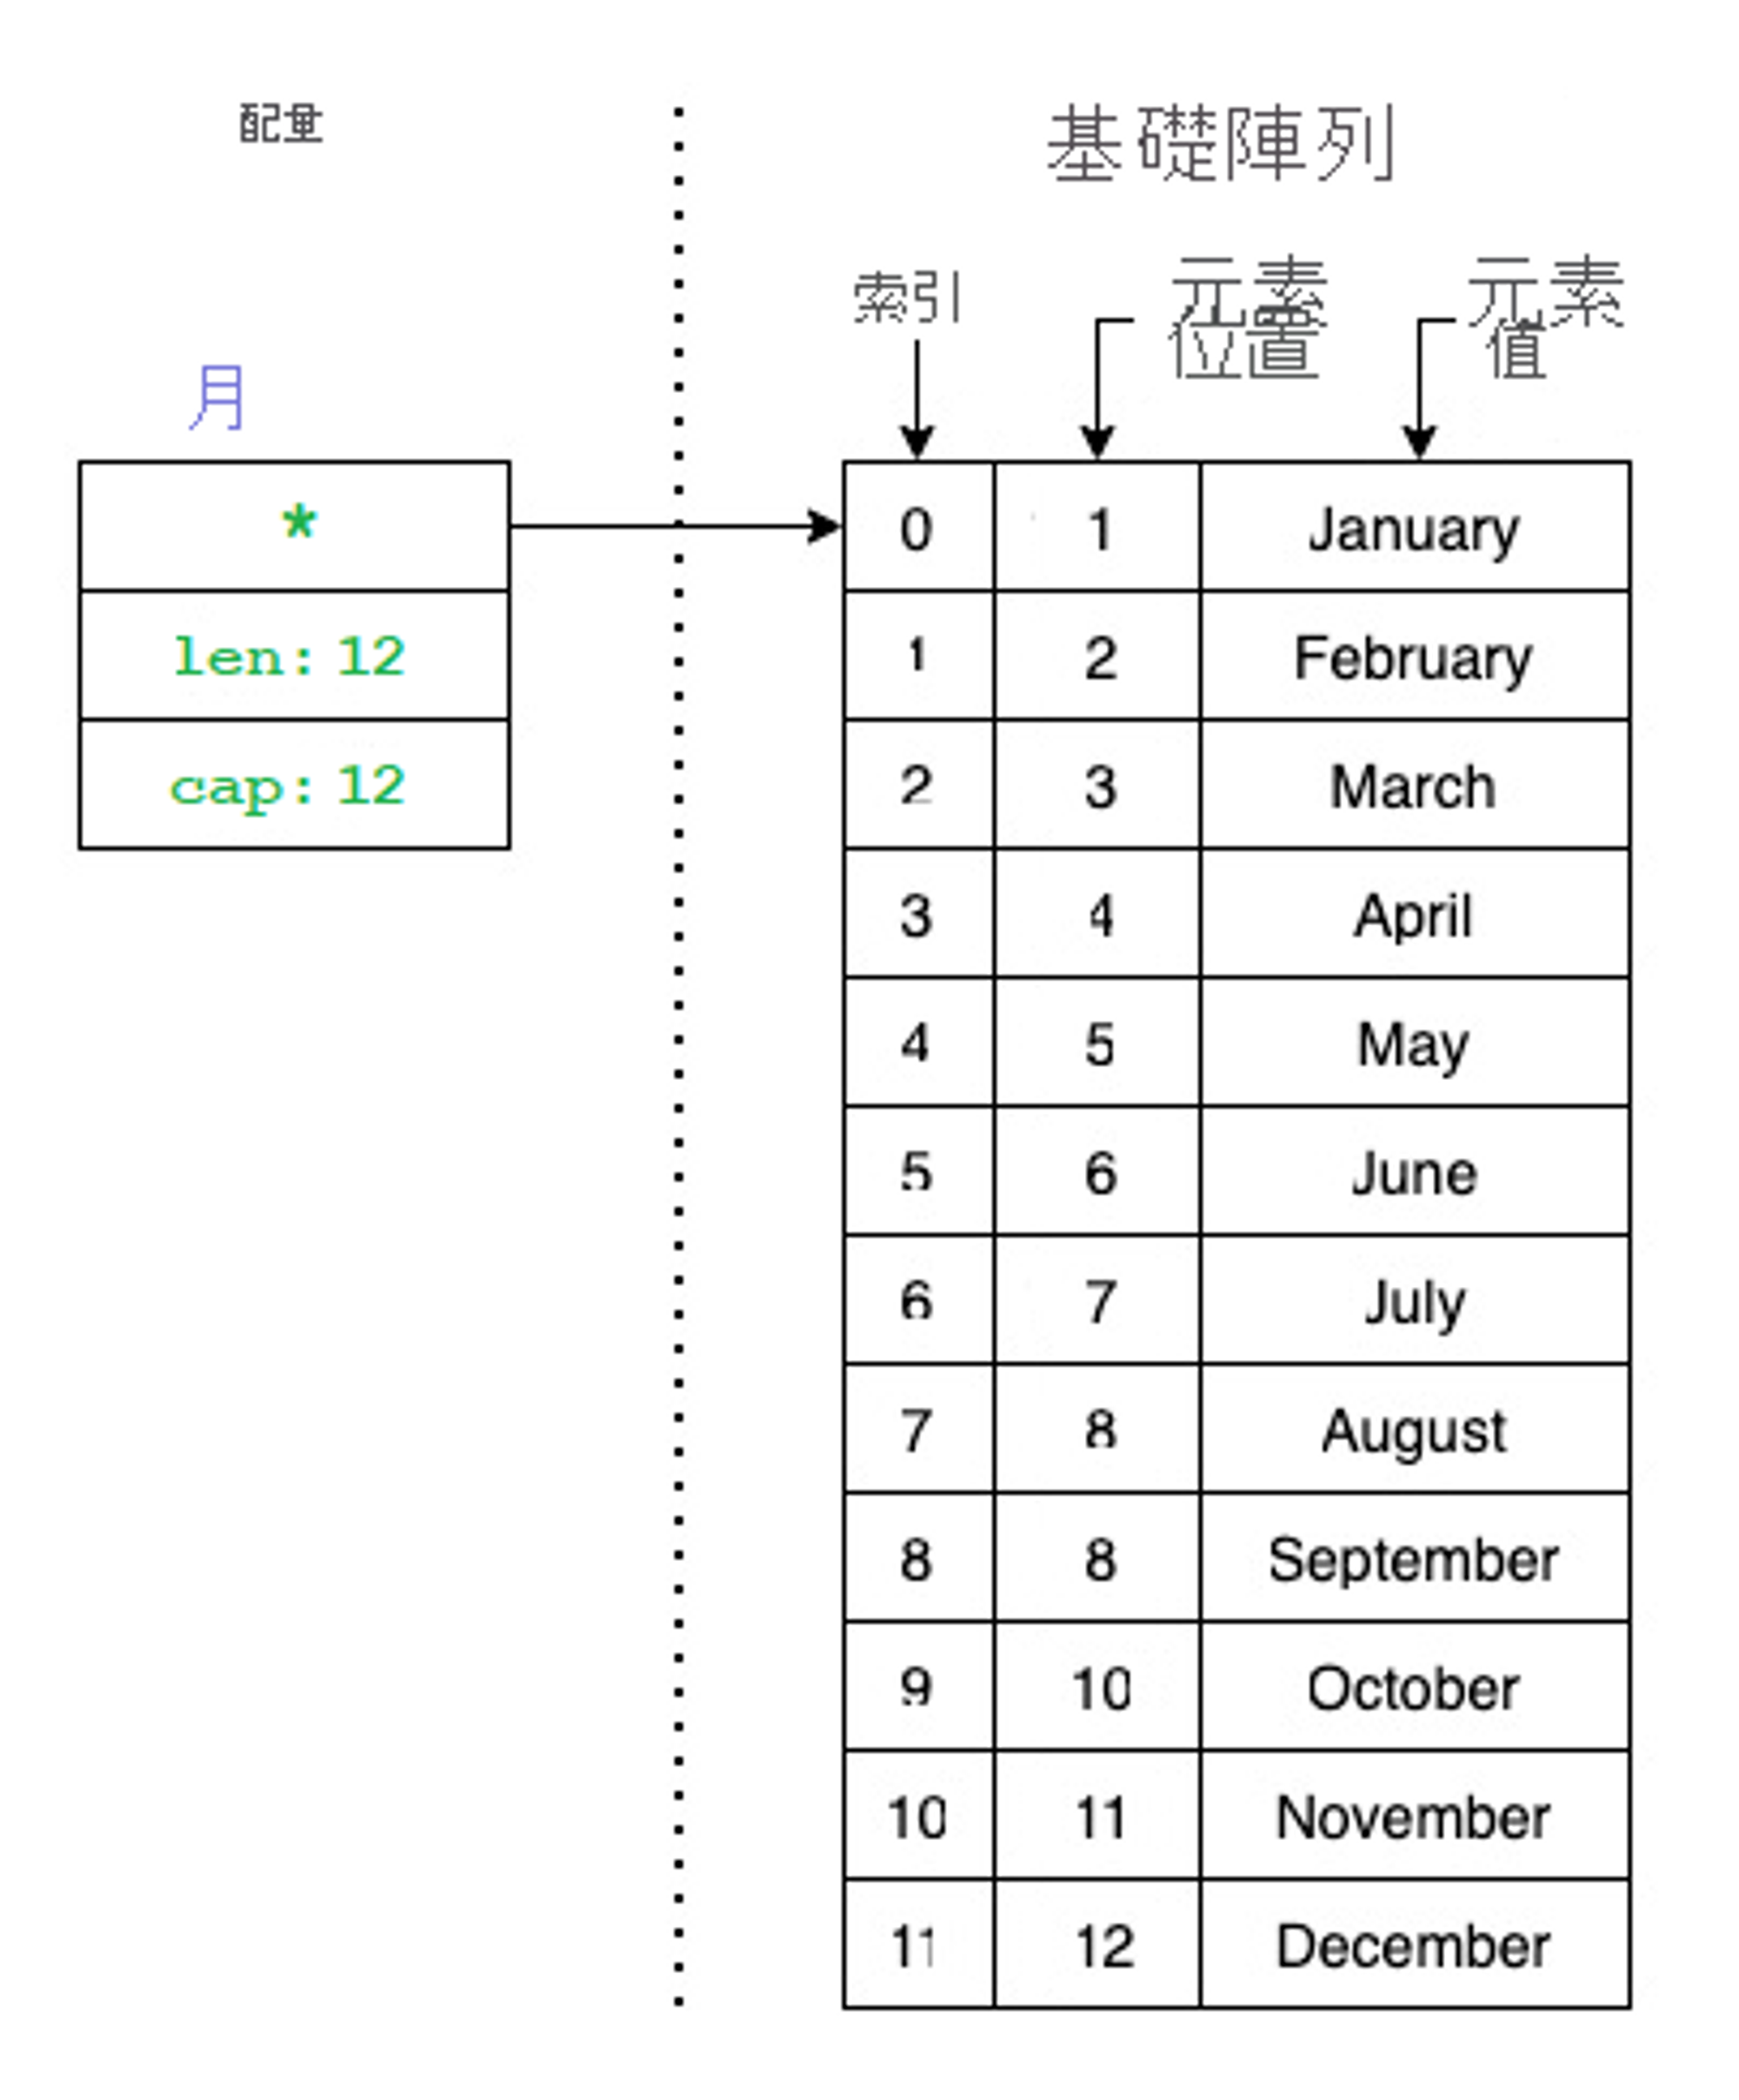 配量
基礎陣列
索引
元素
位置
元素
值
月
*
len: 12
cap: 12
0 1 January
1 2 February
2 3 March
3 4 April
4 5 May
5 6 June
6 7 July
7 8 August
8 8 September
9 10 October
10 11 November
11 12 December